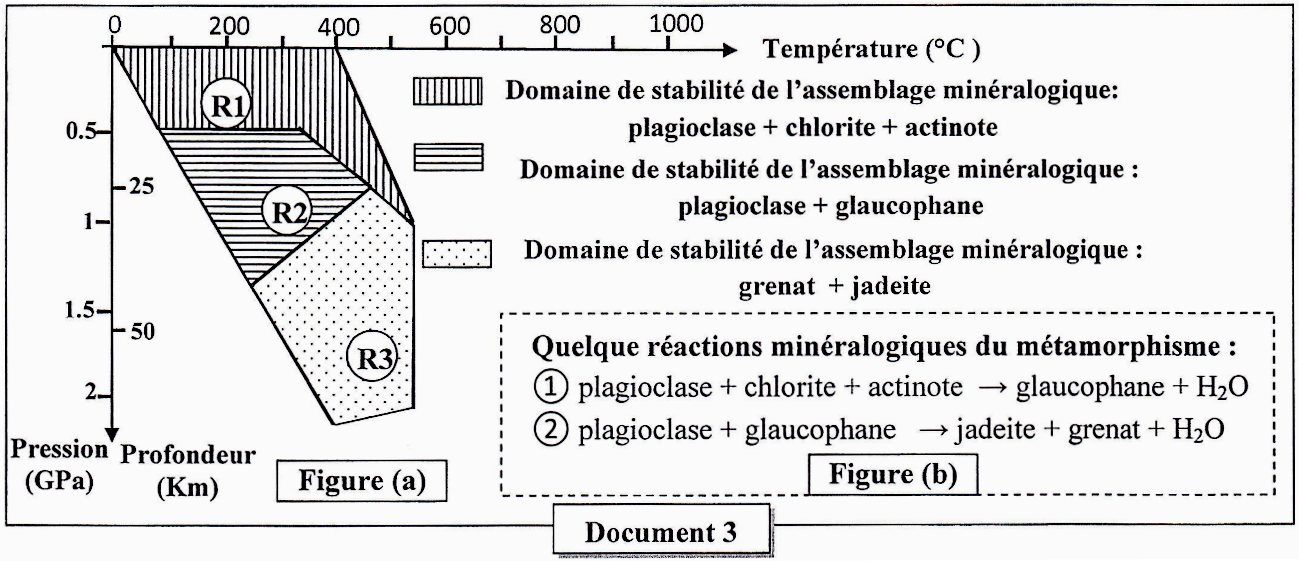 0 200 400 600 800 1000
Température (°C )
R1
Domaine de stabilité de l'assemblage minéralogique:
plagioclase + chlorite + actinote
0.5
25
Domaine de stabilité de l'assemblage minéralogique :
plagioclase + glaucophane
R2
1
Domaine de stabilité de l'assemblage minéralogique :
grenat + jadeite
1.5
50
R3
2
Quelque réactions minéralogiques du métamorphisme :
① plagioclase + chlorite + actinote → glaucophane + H₂O
② plagioclase + glaucophane → jadeite + grenat + H₂O
Pression (GPa)
Profondeur (Km)
Figure (a)
Figure (b)
Document 3